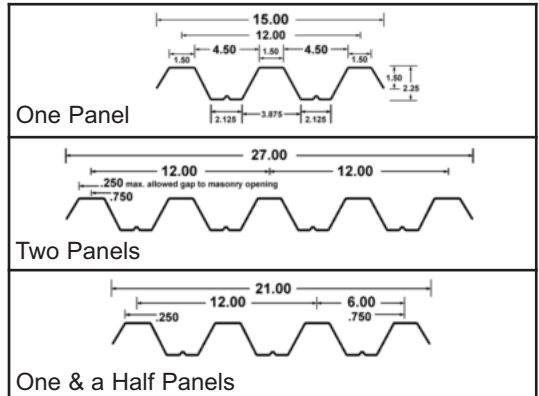 15.00
12.00
1.50 4.50 1.50 4.50 1.50
1.50 2.25
2.125 3.875 2.125
One Panel
27.00
12.00 12.00
.250 max. allowed gap to masonry opening
.750
Two Panels
21.00
12.00 6.00
.250 .750
One & a Half Panels